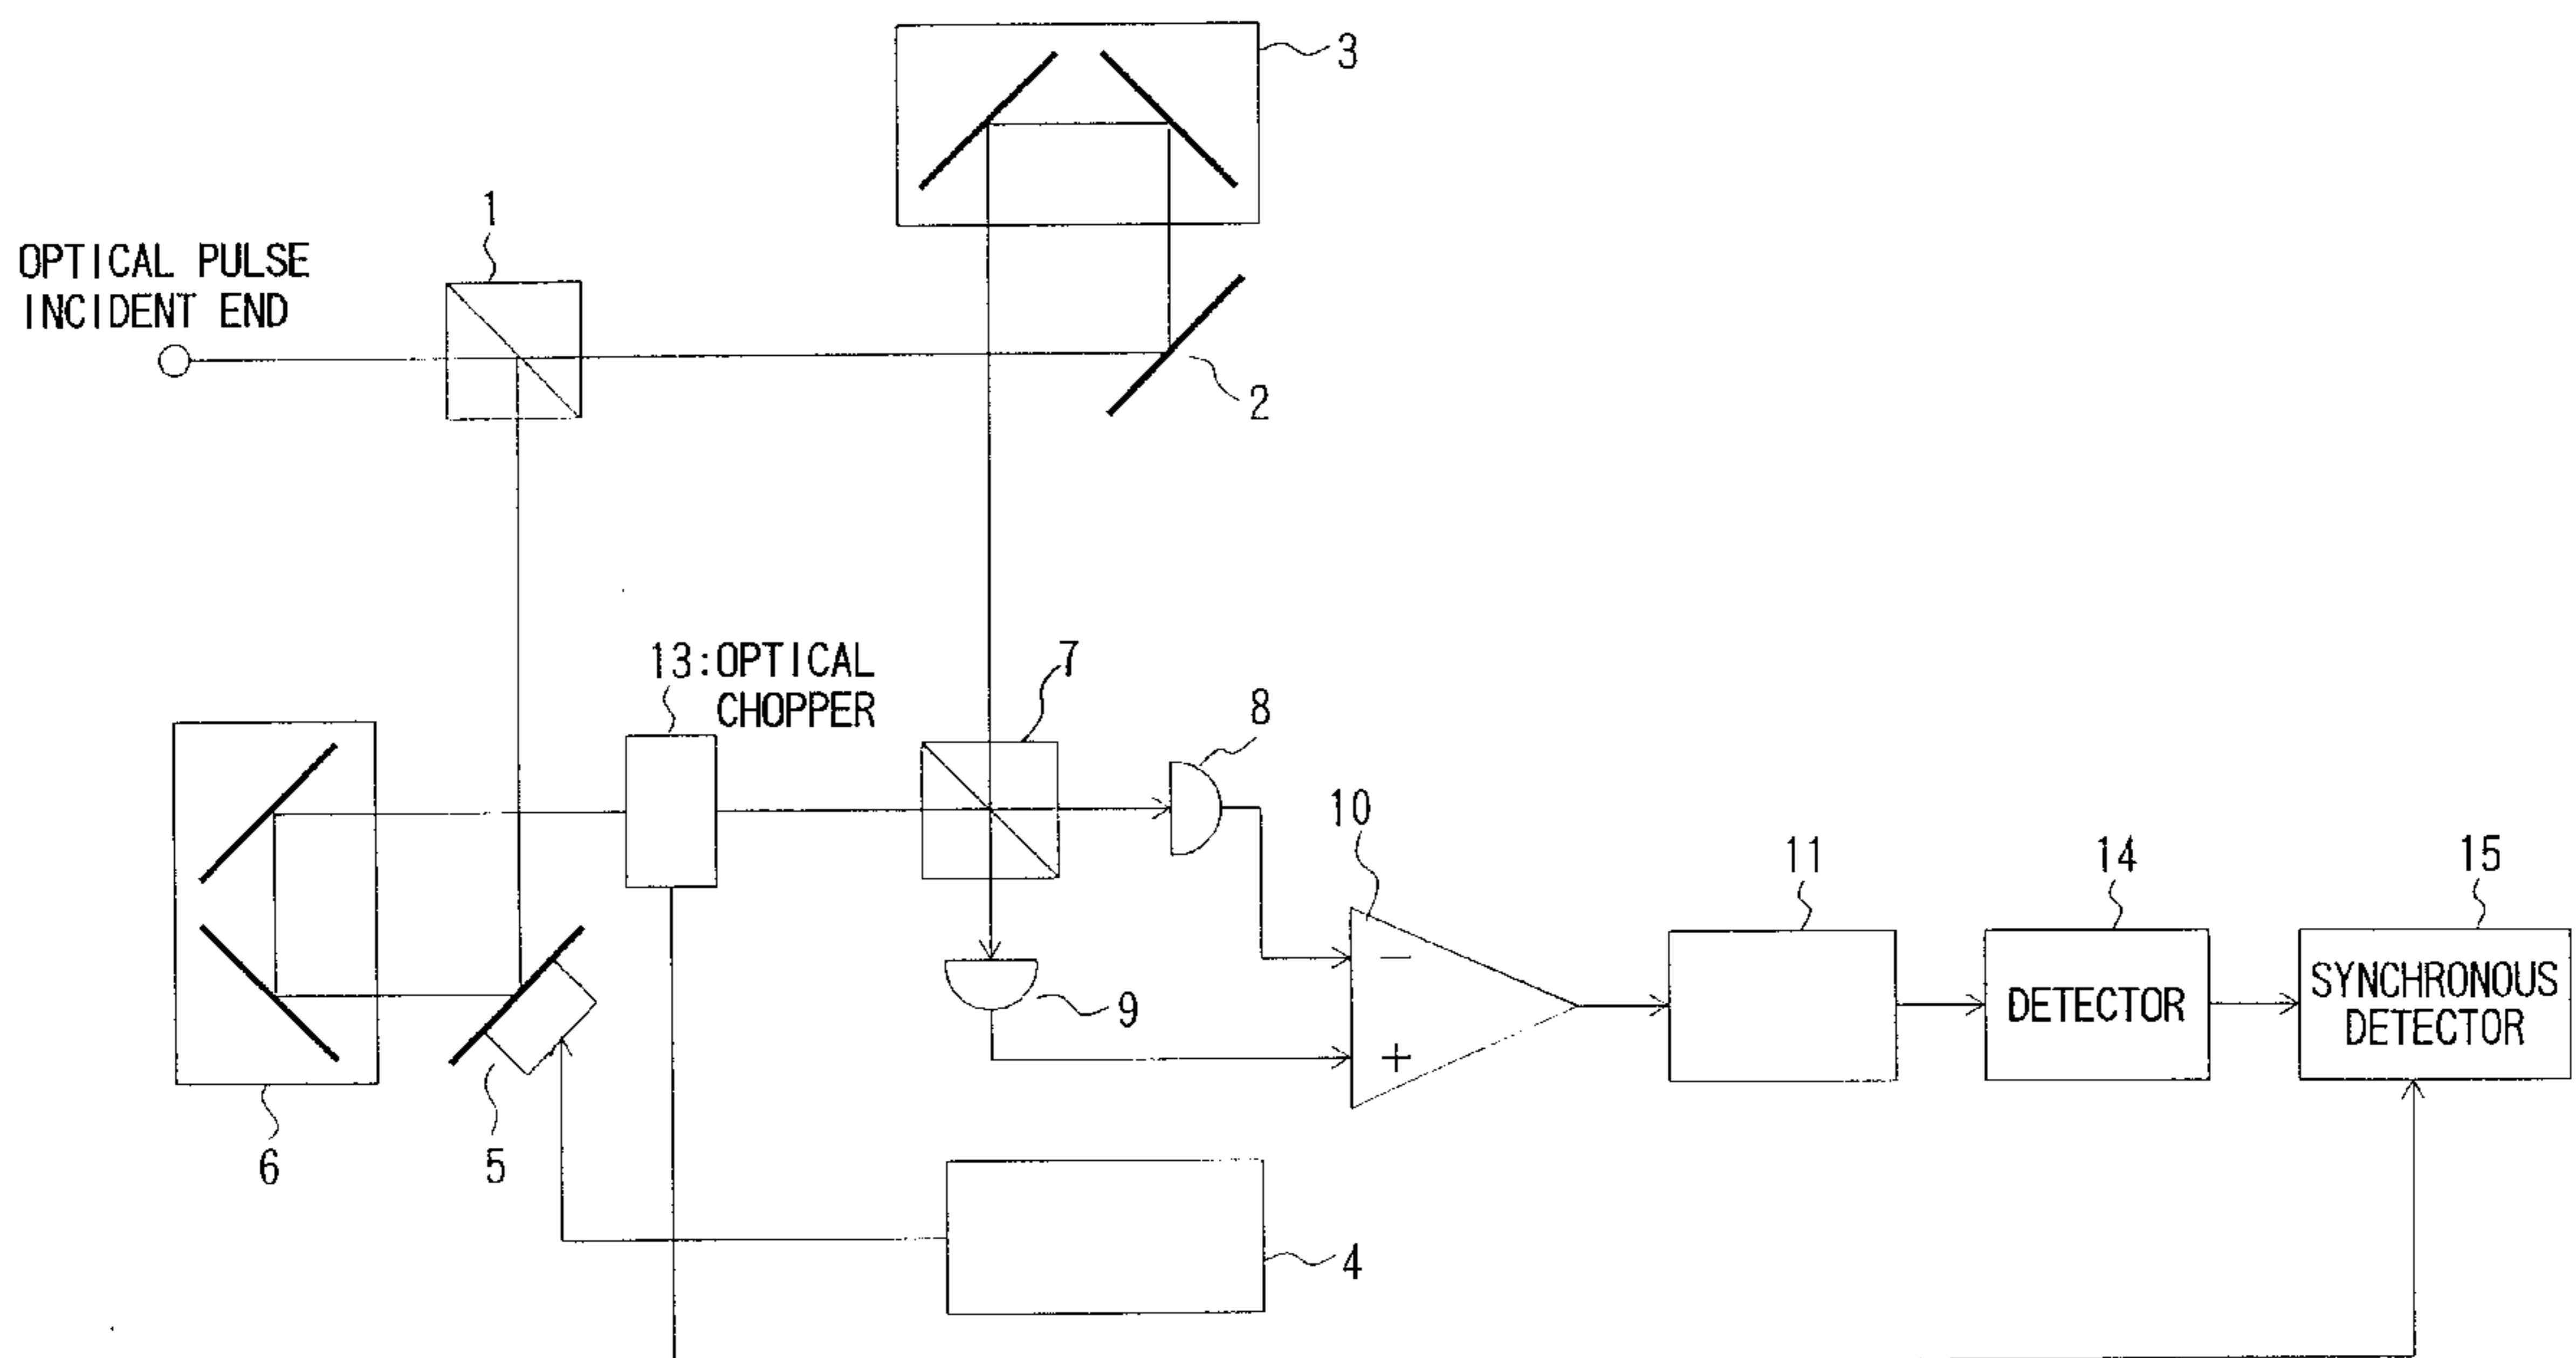 3
1
OPTICAL PULSE
INCIDENT END
2
13:OPTICAL
CHOPPER
7
8
10
11
14
15
9
DETECTOR
SYNCHRONOUS
DETECTOR
−
+
6
5
4